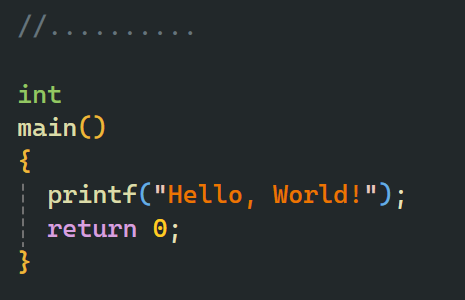 //..........
int
main()
{
  printf("Hello, World!");
  return 0;
}